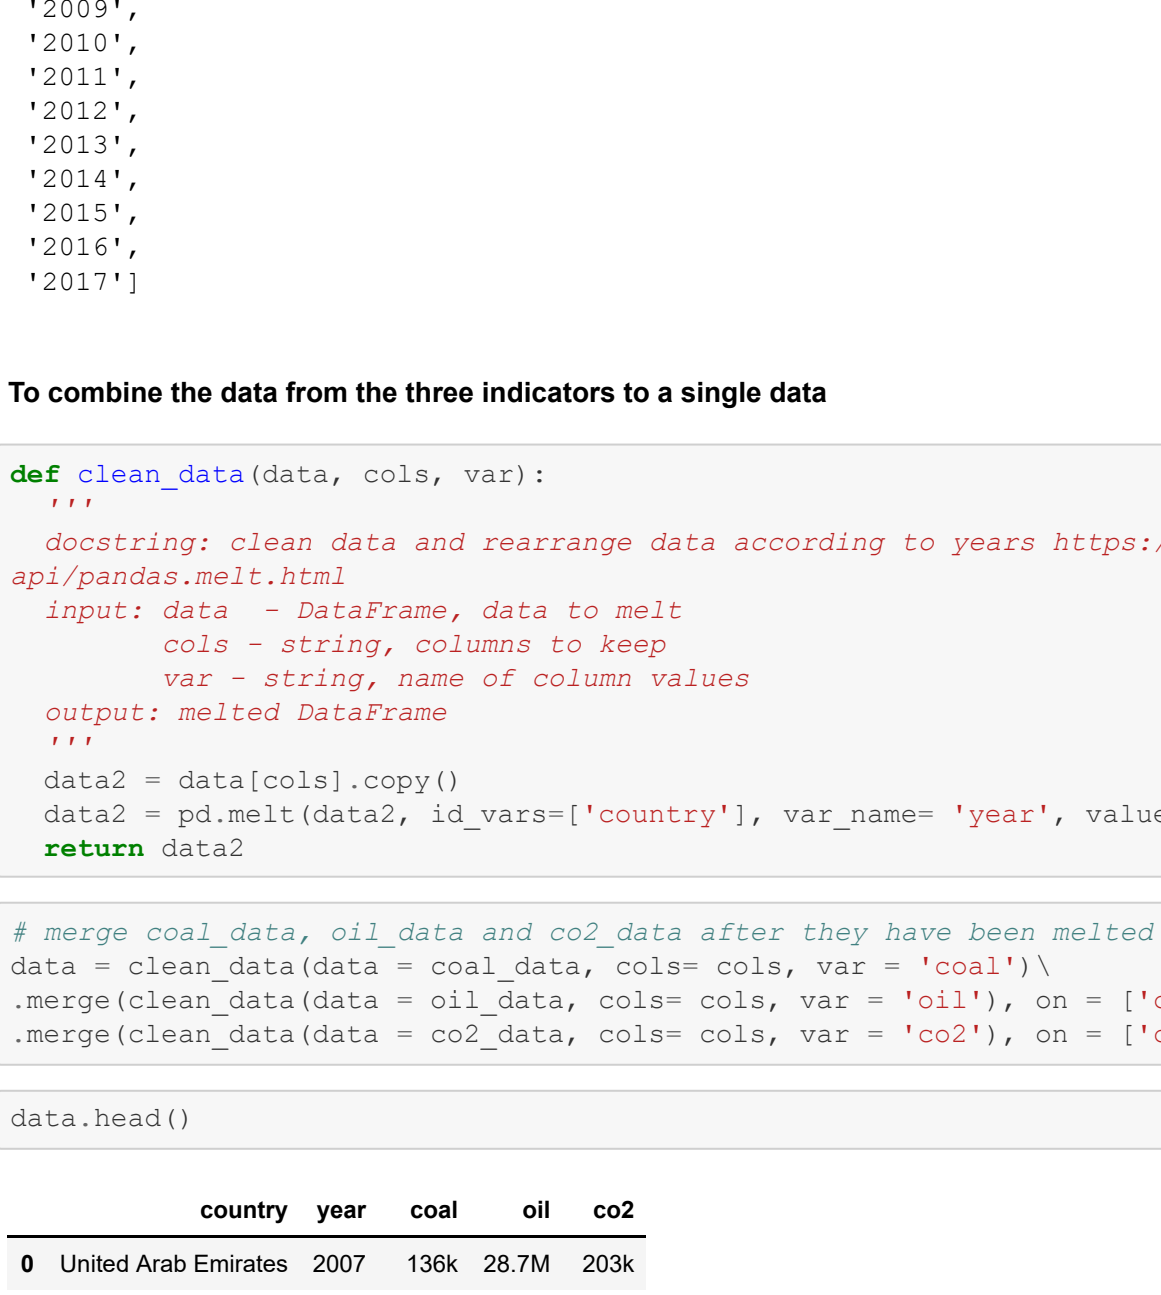 '2009',
'2010',
'2011',
'2012',
'2013',
'2014',
'2015',
'2016',
'2017']
To combine the data from the three indicators to a single data
def clean_data(data, cols, var):
'''
docstring: clean data and rearrange data according to years https:/
api/pandas.melt.html
input: data - DataFrame, data to melt
cols - string, columns to keep
var - string, name of column values
output: melted DataFrame
'''
data2 = data[cols].copy()
data2 = pd.melt(data2, id_vars=['country'], var_name= 'year', value
return data2
# merge coal_data, oil_data and co2_data after they have been melted
data = clean_data(data = coal_data, cols= cols, var = 'coal')\
.merge(clean_data(data = oil_data, cols= cols, var = 'oil'), on = ['c
.merge(clean_data(data = co2_data, cols= cols, var = 'co2'), on = ['c
data.head()
country year coal oil co2
0 United Arab Emirates 2007 136k 28.7M 203k